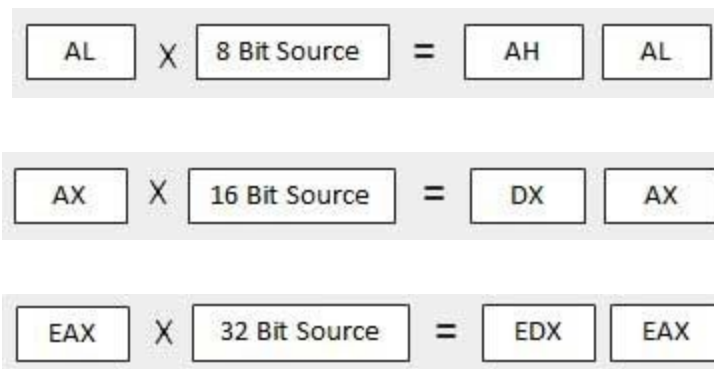 AL X 8 Bit Source = AH AL
AX X 16 Bit Source = DX AX
EAX X 32 Bit Source = EDX EAX